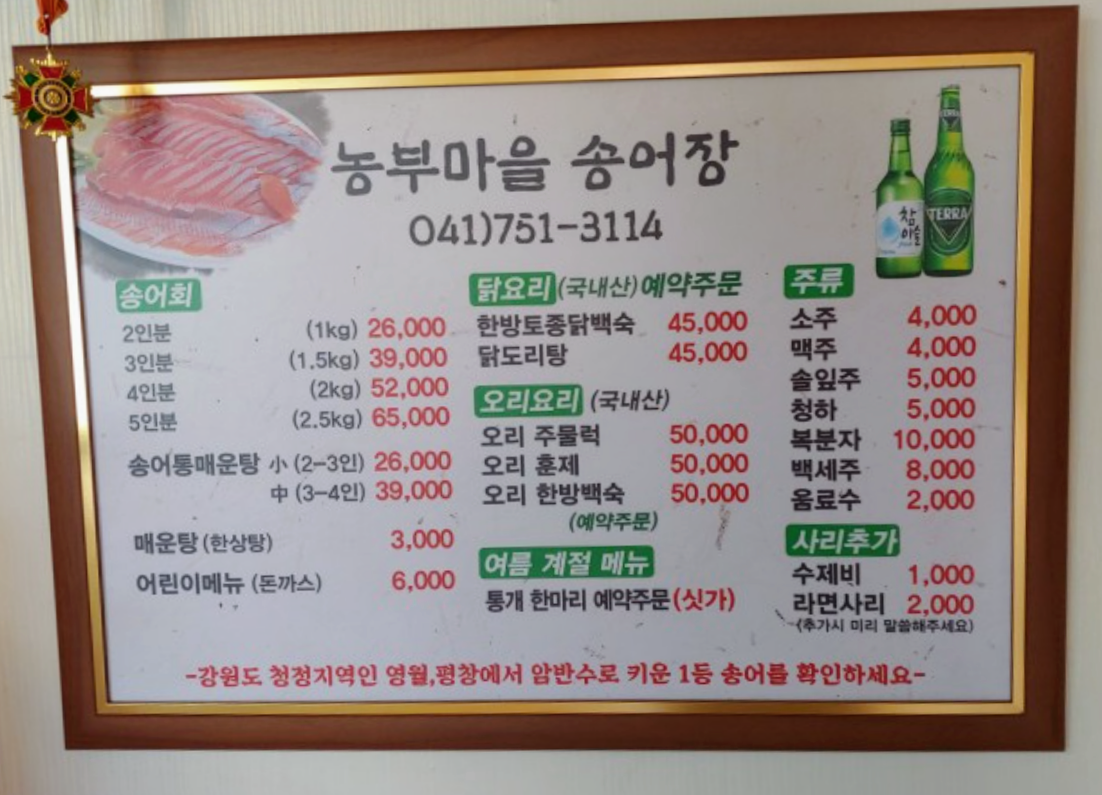 농부마을 송어장
041)751-3114
참이슬
TERRA
TERRA
송어회
2인분 (1kg) 26,000
3인분 (1.5kg) 39,000
4인분 (2kg) 52,000
5인분 (2.5kg) 65,000
송어통매운탕 小 (2-3인) 26,000
中 (3-4인) 39,000
매운탕 (한상탕) 3,000
어린이메뉴 (돈까스) 6,000
닭요리 (국내산) 예약주문
한방토종닭백숙 45,000
닭도리탕 45,000
오리요리 (국내산)
오리 주물럭 50,000
오리 훈제 50,000
오리 한방백숙 50,000
(예약주문)
여름 계절 메뉴
통개 한마리 예약주문(싯가)
주류
소주 4,000
맥주 4,000
솔잎주 5,000
청하 5,000
복분자 10,000
백세주 8,000
움료수 2,000
사리추가
수제비 1,000
라면사리 2,000
(추가시 미리 말씀해주세요)
-강원도 청정지역인 영월,평창에서 암반수로 키운 1등 송어를 확인하세요-